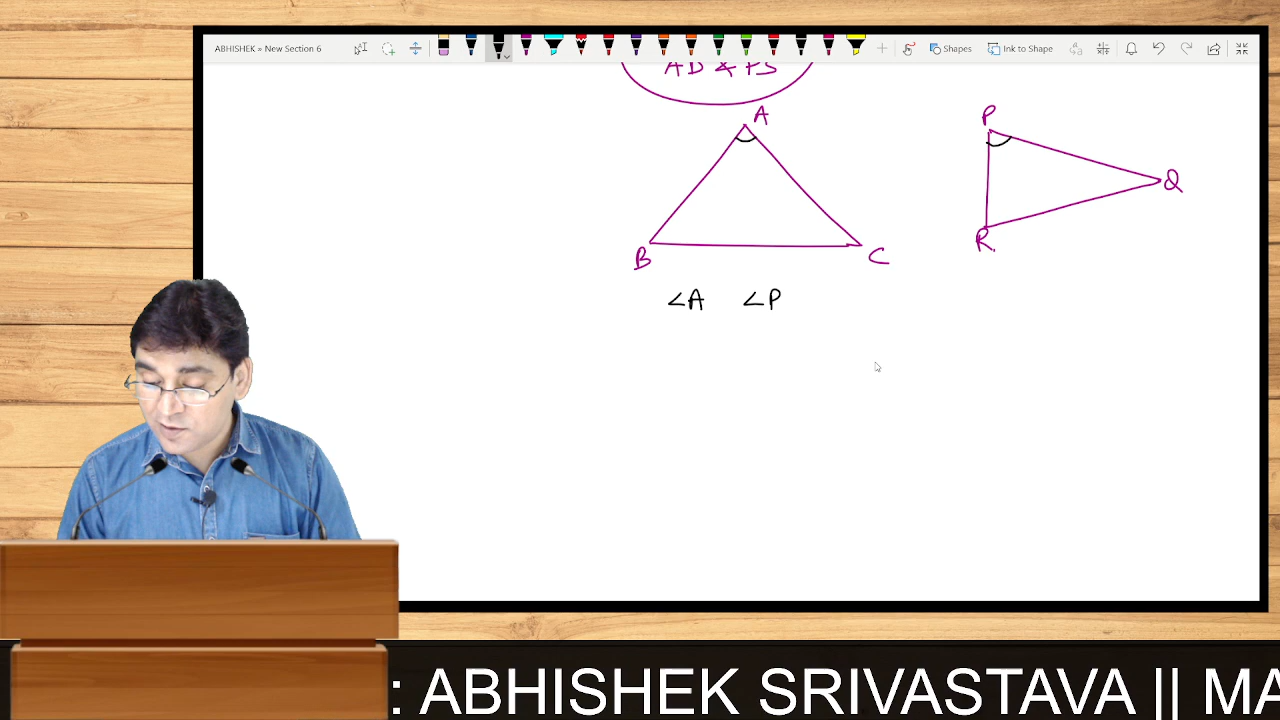 ABHISHEK » New Section 6
Shapes
Ink to Shape
AD & PS
A
P
Q
B
C
R
∠A ∠P
: ABHISHEK SRIVASTAVA || MA